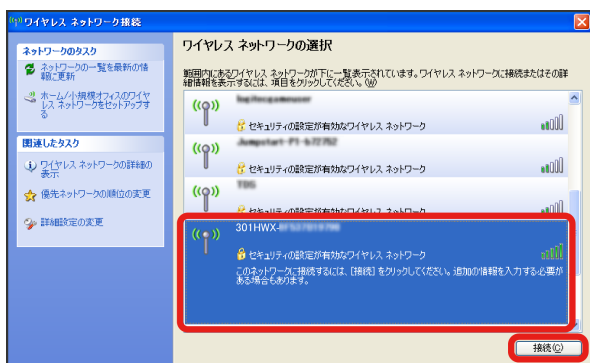 ワイヤレス ネットワーク接続
ネットワークのタスク
ネットワークの一覧を最新の情
報に更新
ホーム/小規模オフィスのワイヤ
レス ネットワークをセットアップす
る
関連したタスク
ワイヤレス ネットワークの詳細の
表示
優先ネットワークの順位の変更
詳細設定の変更
ワイヤレス ネットワークの選択
範囲内にあるワイヤレス ネットワークが下に一覧表示されています。ワイヤレス ネットワークに接続またはその詳
細情報を表示するには、項目をクリックしてください。(W)
セキュリティの設定が有効なワイヤレス ネットワーク
セキュリティの設定が有効なワイヤレス ネットワーク
セキュリティの設定が有効なワイヤレス ネットワーク
301HWX-
セキュリティの設定が有効なワイヤレス ネットワーク
このネットワークに接続するには、[接続] をクリックしてください。追加の情報を入力する必要が
ある場合もあります。
接続(C)